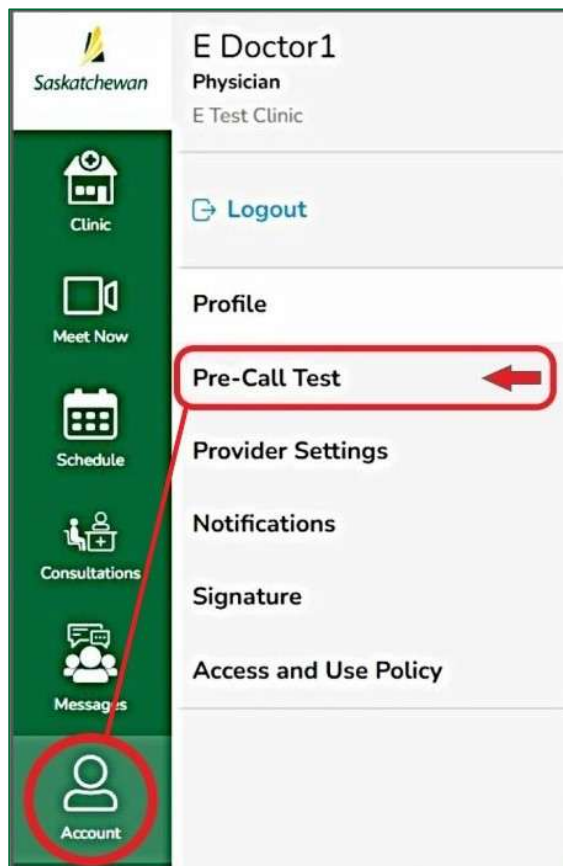 Saskatchewan
Clinic
Meet Now
Schedule
Consultations
Messages
Account
E Doctor1
Physician
E Test Clinic
Logout
Profile
Pre-Call Test
Provider Settings
Notifications
Signature
Access and Use Policy